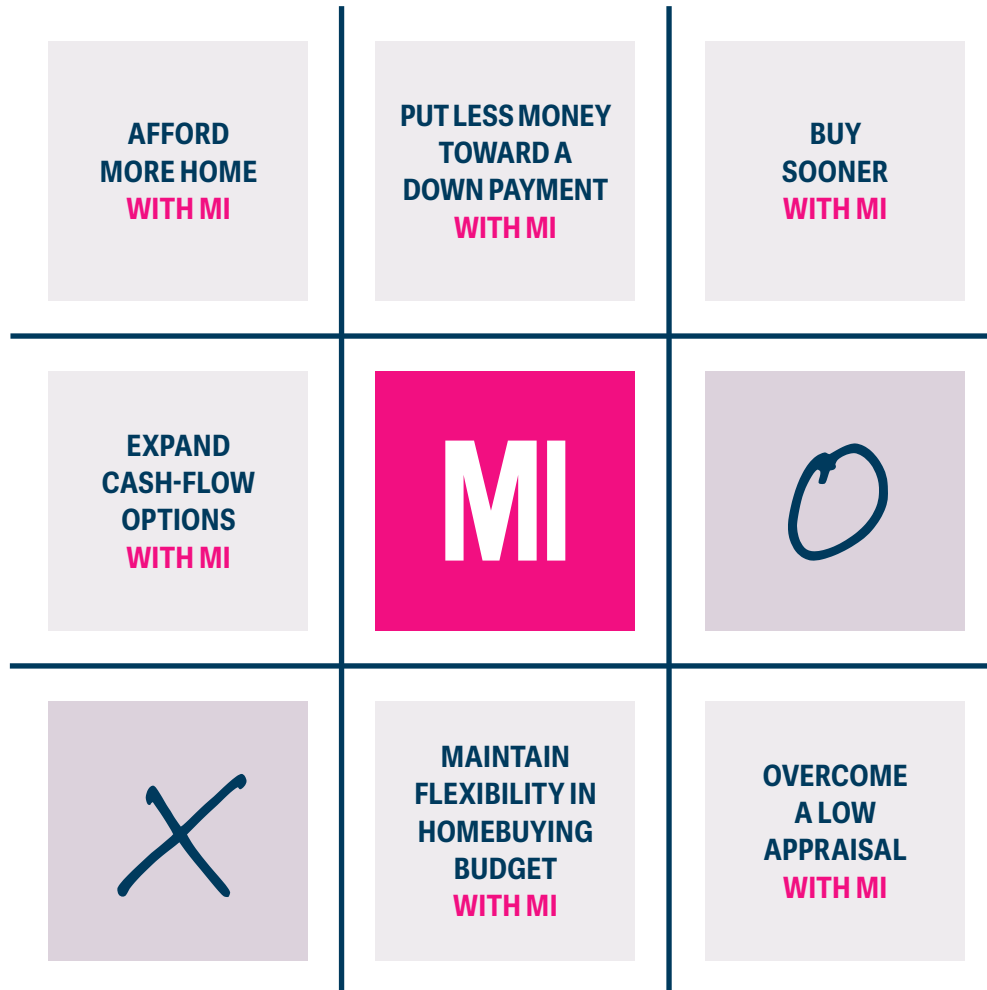 AFFORD
MORE HOME
WITH MI
PUT LESS MONEY
TOWARD A
DOWN PAYMENT
WITH MI
BUY
SOONER
WITH MI
EXPAND
CASH-FLOW
OPTIONS
WITH MI
MI
O
X
MAINTAIN
FLEXIBILITY IN
HOMEBUYING
BUDGET
WITH MI
OVERCOME
A LOW
APPRAISAL
WITH MI